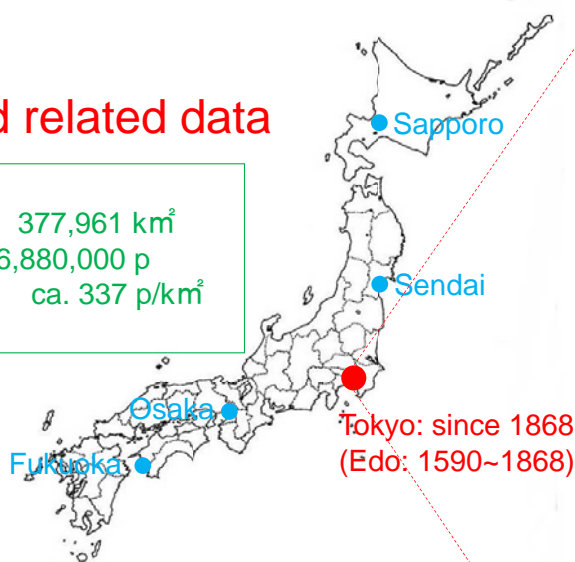 d related data
377,961 k㎡
6,880,000 p
ca. 337 p/k㎡
Sapporo
Sendai
Osaka
Fukuoka
Tokyo: since 1868
(Edo: 1590~1868)